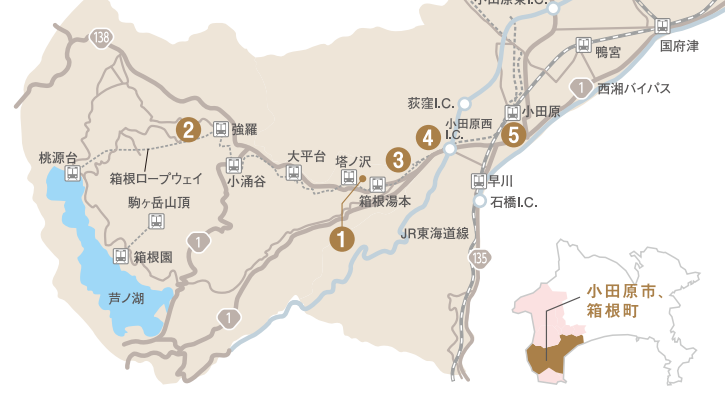 小田原東I.C.
138
国府津
鴨宮
1
西湘バイパス
荻窪I.C.
小田原
小田原西
I.C.
5
4
3
2
強羅
大平台
塔ノ沢
桃源台
箱根ロープウェイ
小涌谷
箱根湯本
早川
石橋I.C.
駒ヶ岳山頂
1
1
JR東海道線
箱根園
135
芦ノ湖
1
小田原市、
箱根町